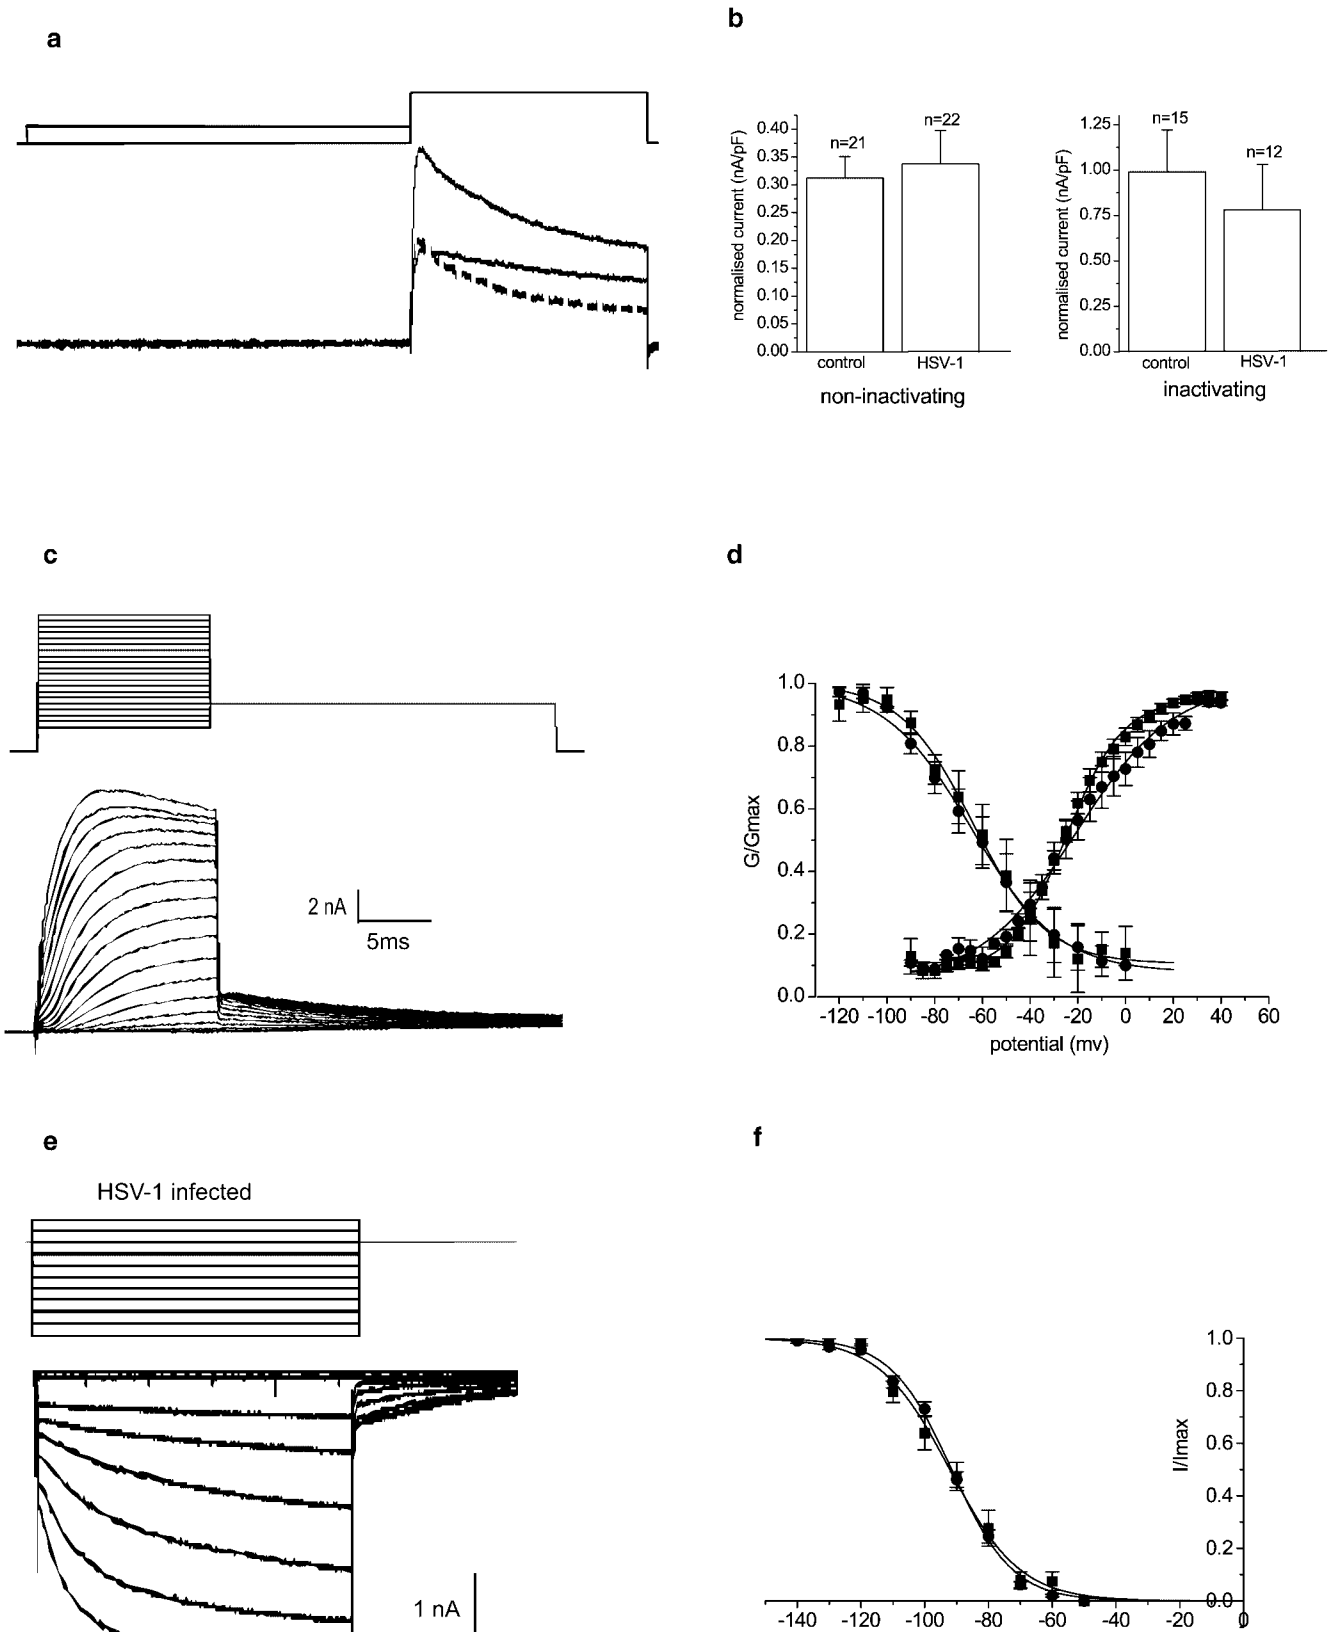 a
b
n=21
n=22
0.40
0.35
0.30
0.25
0.20
0.15
0.10
0.05
0.00
normalised current (nA/pF)
control
HSV-1
non-inactivating
n=15
n=12
1.25
1.00
0.75
0.50
0.25
0.00
normalised current (nA/pF)
control
HSV-1
inactivating
c
2 nA
5ms
d
1.0
0.8
0.6
0.4
0.2
0.0
G/Gmax
-120 -100 -80 -60 -40 -20 0 20 40 60
potential (mv)
e
HSV-1 infected
1 nA
f
1.0
0.8
0.6
0.4
0.2
0.0
I/Imax
-140 -120 -100 -80 -60 -40 -20 0